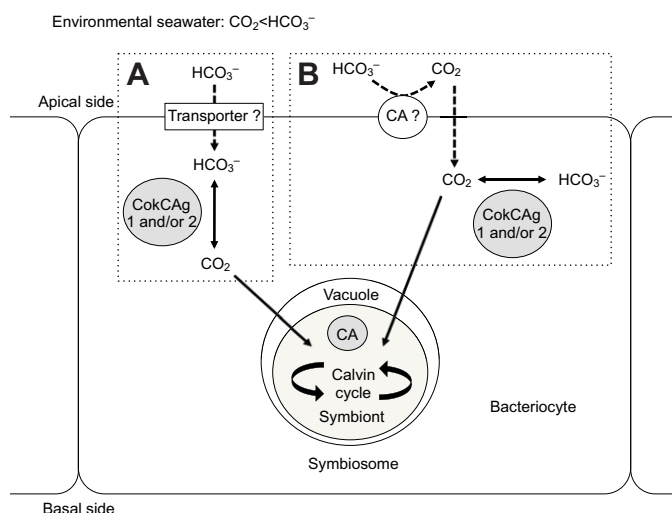 Environmental seawater: CO₂<HCO₃⁻
A
B
HCO₃⁻
HCO₃⁻
CO₂
Apical side
Transporter ?
CA ?
HCO₃⁻
CO₂
HCO₃⁻
CokCAg
1 and/or 2
CokCAg
1 and/or 2
CO₂
Vacuole
CA
Calvin
cycle
Symbiont
Bacteriocyte
Symbiosome
Basal side